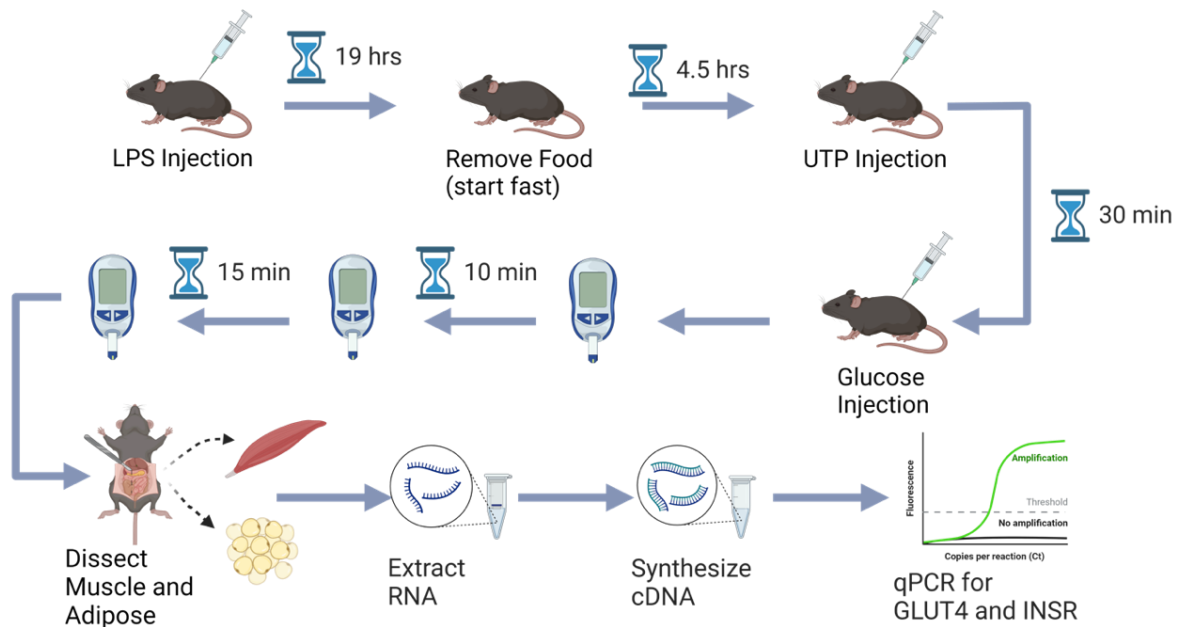 19 hrs
4.5 hrs
LPS Injection
Remove Food
(start fast)
UTP Injection
30 min
15 min
10 min
Glucose
Injection
Dissect
Muscle and
Adipose
Extract
RNA
Synthesize
cDNA
Fluorescence
Amplification
Threshold
No amplification
Copies per reaction (Ct)
qPCR for
GLUT4 and INSR